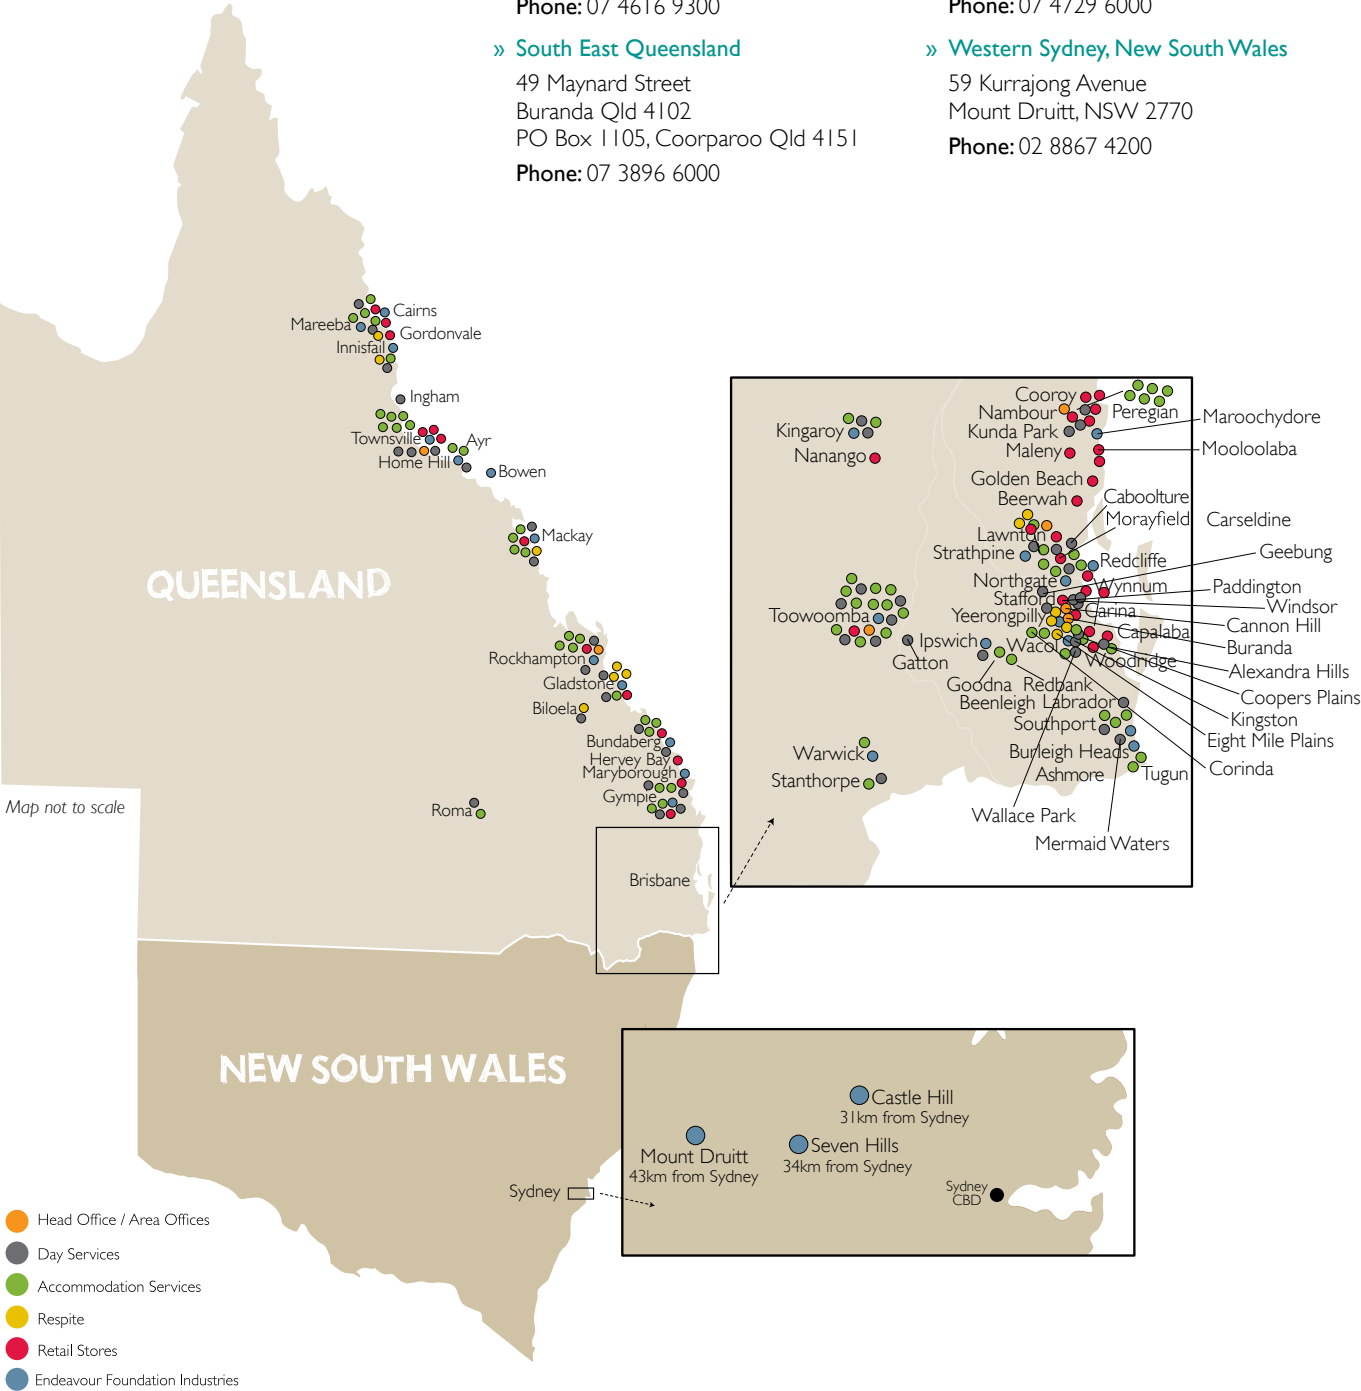 Phone: 07 4616 9300
» South East Queensland
49 Maynard Street
Buranda Qld 4102
PO Box 1105, Coorparoo Qld 4151
Phone: 07 3896 6000
Phone: 07 4729 6000
» Western Sydney, New South Wales
59 Kurrajong Avenue
Mount Druitt, NSW 2770
Phone: 02 8867 4200
Cairns
Mareeba
Gordonvale
Innisfail
Ingham
Townsville
Ayr
Home Hill
Bowen
Mackay
QUEENSLAND
Rockhampton
Gladstone
Biloela
Bundaberg
Hervey Bay
Maryborough
Gympie
Roma
Map not to scale
Brisbane
Cooroy
Nambour
Peregian
Maroochydore
Kingaroy
Kunda Park
Nanango
Maleny
Mooloolaba
Golden Beach
Beerwah
Caboolture
Morayfield
Carseldine
Lawnton
Strathpine
Geebung
Redcliffe
Northgate
Wynnum
Paddington
Stafford
Windsor
Toowoomba
Yeerongpilly
Carina
Cannon Hill
Capalaba
Ipswich
Wacol
Buranda
Gatton
Woodridge
Alexandra Hills
Goodna
Redbank
Coopers Plains
Beenleigh
Labrador
Kingston
Southport
Eight Mile Plains
Warwick
Burleigh Heads
Corinda
Stanthorpe
Ashmore
Tugun
Wallace Park
Mermaid Waters
NEW SOUTH WALES
Castle Hill
31km from Sydney
Seven Hills
34km from Sydney
Mount Druitt
43km from Sydney
Sydney
Sydney
CBD
Head Office / Area Offices
Day Services
Accommodation Services
Respite
Retail Stores
Endeavour Foundation Industries